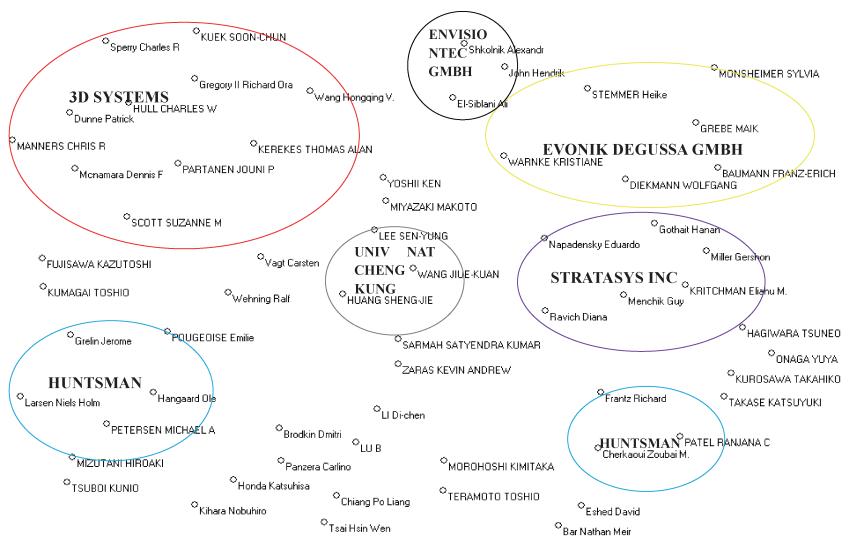 KUEK SOON-CHUN
Sperry Charles R
Gregory II Richard Ora
3D SYSTEMS
Wang Hongqing V.
HULL CHARLES W
Dunne Patrick
MANNERS CHRIS R
KEREKES THOMAS ALAN
Mcnamara Dennis F
PARTANEN JOUNI P
SCOTT SUZANNE M
ENVISIO
NTEC
GMBH
Shkolnik Alexandr
John Hendrik
El-Siblani Ali
MONSHEIMER SYLVIA
STEMMER Heike
GREBE MAIK
EVONIK DEGUSSA GMBH
WARNKE KRISTIANE
BAUMANN FRANZ-ERICH
DIEKMANN WOLFGANG
YOSHII KEN
MIYAZAKI MAKOTO
LEE SEN-YUNG
UNIV NAT
CHENG
KUNG
WANG JIUE-KUAN
HUANG SHENG-JIE
Gothait Hanan
Napadensky Eduardo
Miller Gershon
STRATASYS INC
KRITCHMAN Elianu M.
Menchik Guy
Ravich Diana
FUJISAWA KAZUTOSHI
KUMAGAI TOSHIO
Vagt Carsten
Wehning Ralf
HAGIWARA TSUNEO
ONAGA YUYA
KUROSAWA TAKAHIKO
TAKASE KATSUYUKI
SARMAH SATYENDRA KUMAR
ZARAS KEVIN ANDREW
Grelin Jerome
POUGEOISE Emilie
HUNTSMAN
Larsen Niels Holm
Hangaard Ole
PETERSEN MICHAEL A
MIZUTANI HIROAKI
TSUBOI KUNIO
LI Di-chen
Brodkin Dmitri
LU B
Panzera Carlino
Honda Katsuhisa
Kihara Nobuhiro
Chiang Po Liang
Tsai Hsin Wen
MOROHOSHI KIMITAKA
TERAMOTO TOSHIO
Frantz Richard
HUNTSMAN
PATEL RANJANA C
Cherkaoui Zoubai M.
Eshed David
Bar Nathan Meir